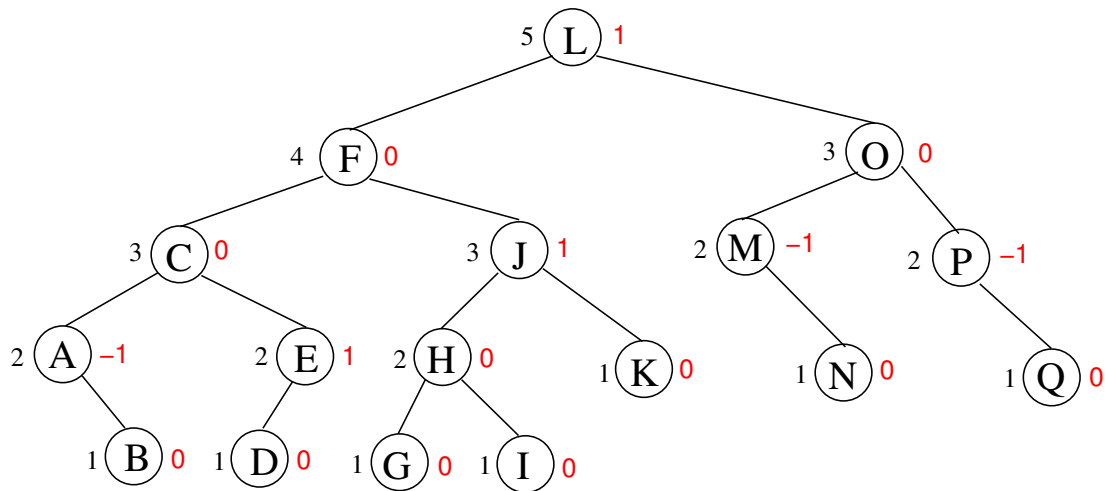 5 L 1
4 F 0 3 O 0
3 C 0 3 J 1 2 M −1 2 P −1
2 A −1 2 E 1 2 H 0 1 K 0 1 N 0 1 Q 0
1 B 0 1 D 0 1 G 0 1 I 0